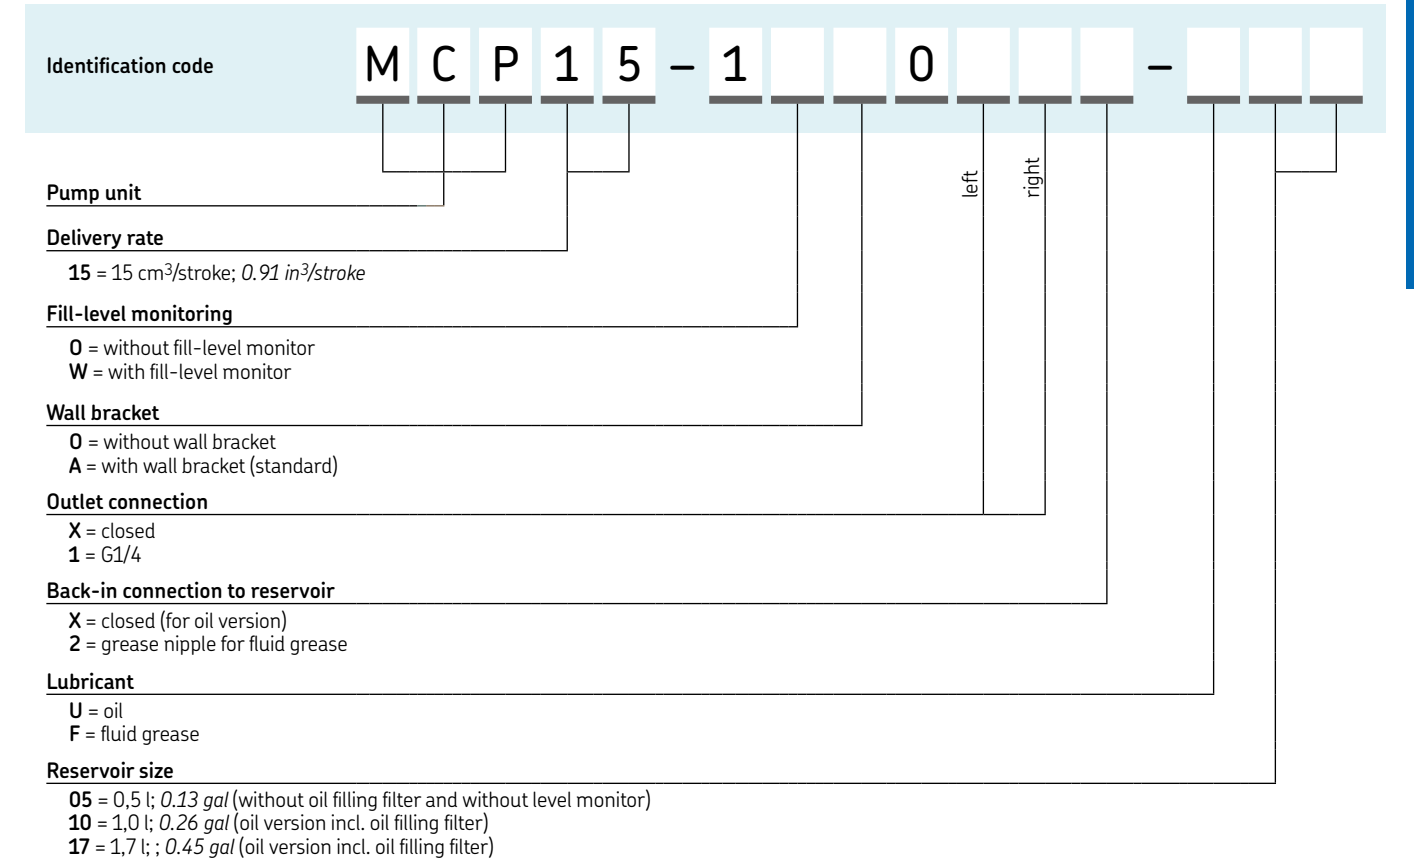 Identification code M C P 1 5 – 1 0 –
left
right
Pump unit
Delivery rate
15 = 15 cm³/stroke; 0.91 in³/stroke
Fill-level monitoring
0 = without fill-level monitor
W = with fill-level monitor
Wall bracket
0 = without wall bracket
A = with wall bracket (standard)
Outlet connection
X = closed
1 = G1/4
Back-in connection to reservoir
X = closed (for oil version)
2 = grease nipple for fluid grease
Lubricant
U = oil
F = fluid grease
Reservoir size
05 = 0,5 l; 0.13 gal (without oil filling filter and without level monitor)
10 = 1,0 l; 0.26 gal (oil version incl. oil filling filter)
17 = 1,7 l; ; 0.45 gal (oil version incl. oil filling filter)